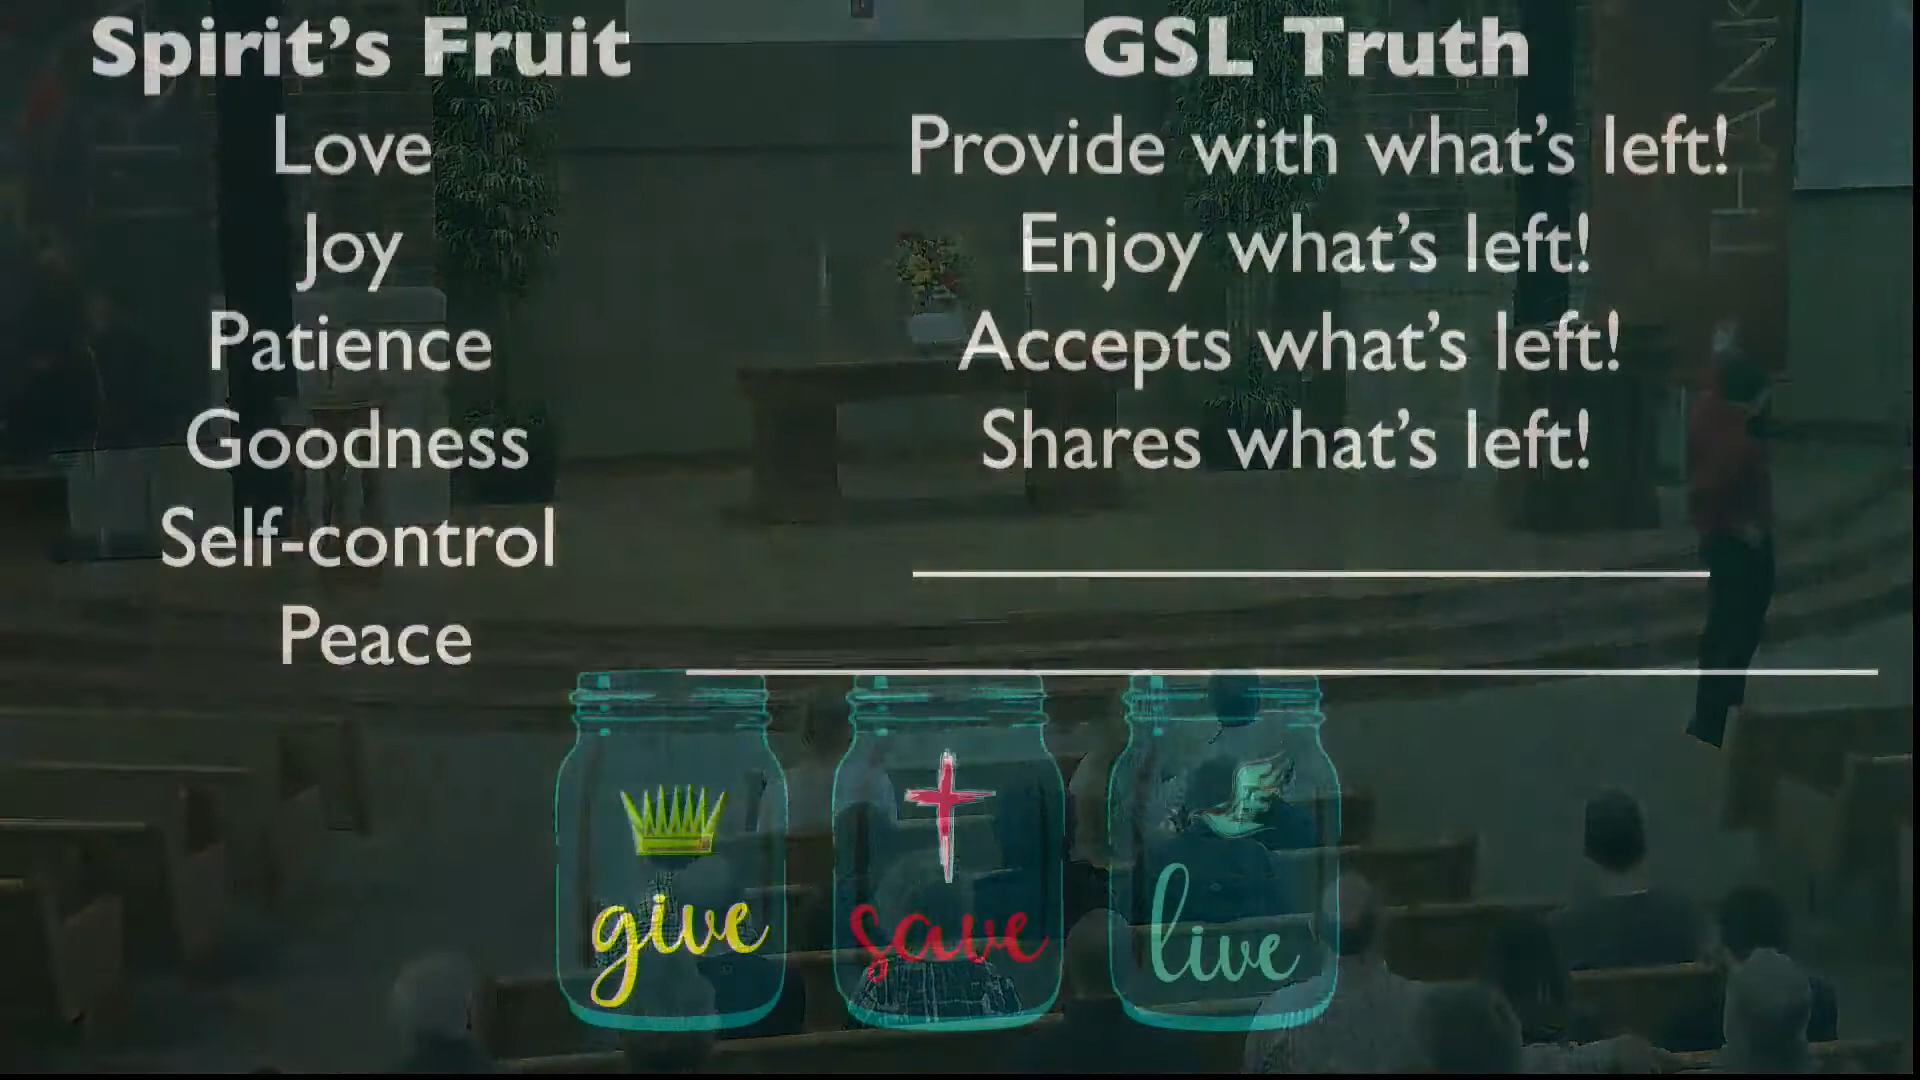 Spirit's Fruit GSL Truth
Love Provide with what's left!
Joy Enjoy what's left!
Patience Accepts what's left!
Goodness Shares what's left!
Self-control
Peace
give save live